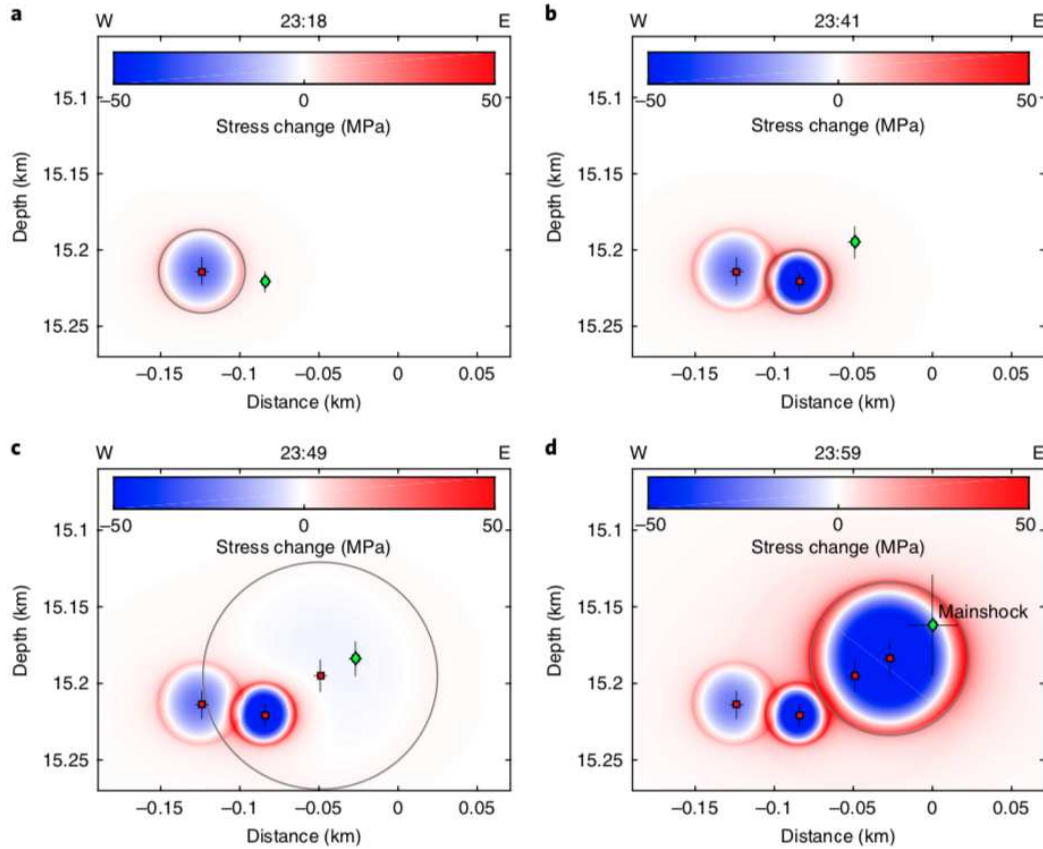 a
W 23:18 E
−50 0 50
Stress change (MPa)
15.1
15.15
15.2
15.25
Depth (km)
−0.15 −0.1 −0.05 0 0.05
Distance (km)
b
W 23:41 E
−50 0 50
Stress change (MPa)
15.1
15.15
15.2
15.25
Depth (km)
−0.15 −0.1 −0.05 0 0.05
Distance (km)
c
W 23:49 E
−50 0 50
Stress change (MPa)
15.1
15.15
15.2
15.25
Depth (km)
−0.15 −0.1 −0.05 0 0.05
Distance (km)
d
W 23:59 E
−50 0 50
Stress change (MPa)
15.1
Mainshock
15.15
15.2
15.25
Depth (km)
−0.15 −0.1 −0.05 0 0.05
Distance (km)